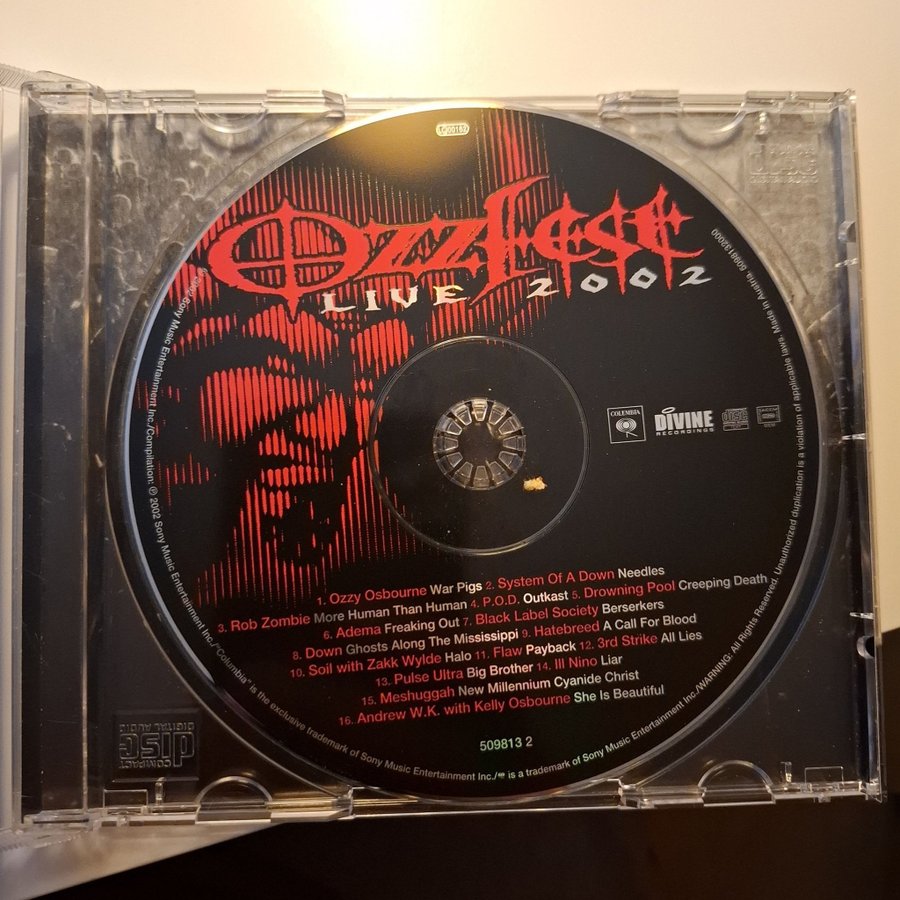 LC 00162
OZZFEST
LIVE 2002
COLUMBIA
DIVINE
RECORDINGS
1. Ozzy Osbourne War Pigs 2. System Of A Down Needles
3. Rob Zombie More Human Than Human 4. P.O.D. Outkast 5. Drowning Pool Creeping Death
6. Adema Freaking Out 7. Black Label Society Berserkers
8. Down Ghosts Along The Mississippi 9. Hatebreed A Call For Blood
10. Soil with Zakk Wylde Halo 11. Flaw Payback 12. 3rd Strike All Lies
13. Pulse Ultra Big Brother 14. Ill Nino Liar
15. Meshuggah New Millennium Cyanide Christ
16. Andrew W.K. with Kelly Osbourne She Is Beautiful
509813 2
℗ 2002 Sony Music Entertainment Inc./Compilation: ℗ 2002 Sony Music Entertainment Inc./"Columbia" is the exclusive trademark of Sony Music Entertainment Inc./ is a trademark of Sony Music Entertainment Inc./WARNING: All Rights Reserved. Unauthorized duplication is a violation of applicable laws. Made in Austria 5098132000
COMPACT
disc
DIGITAL AUDIO